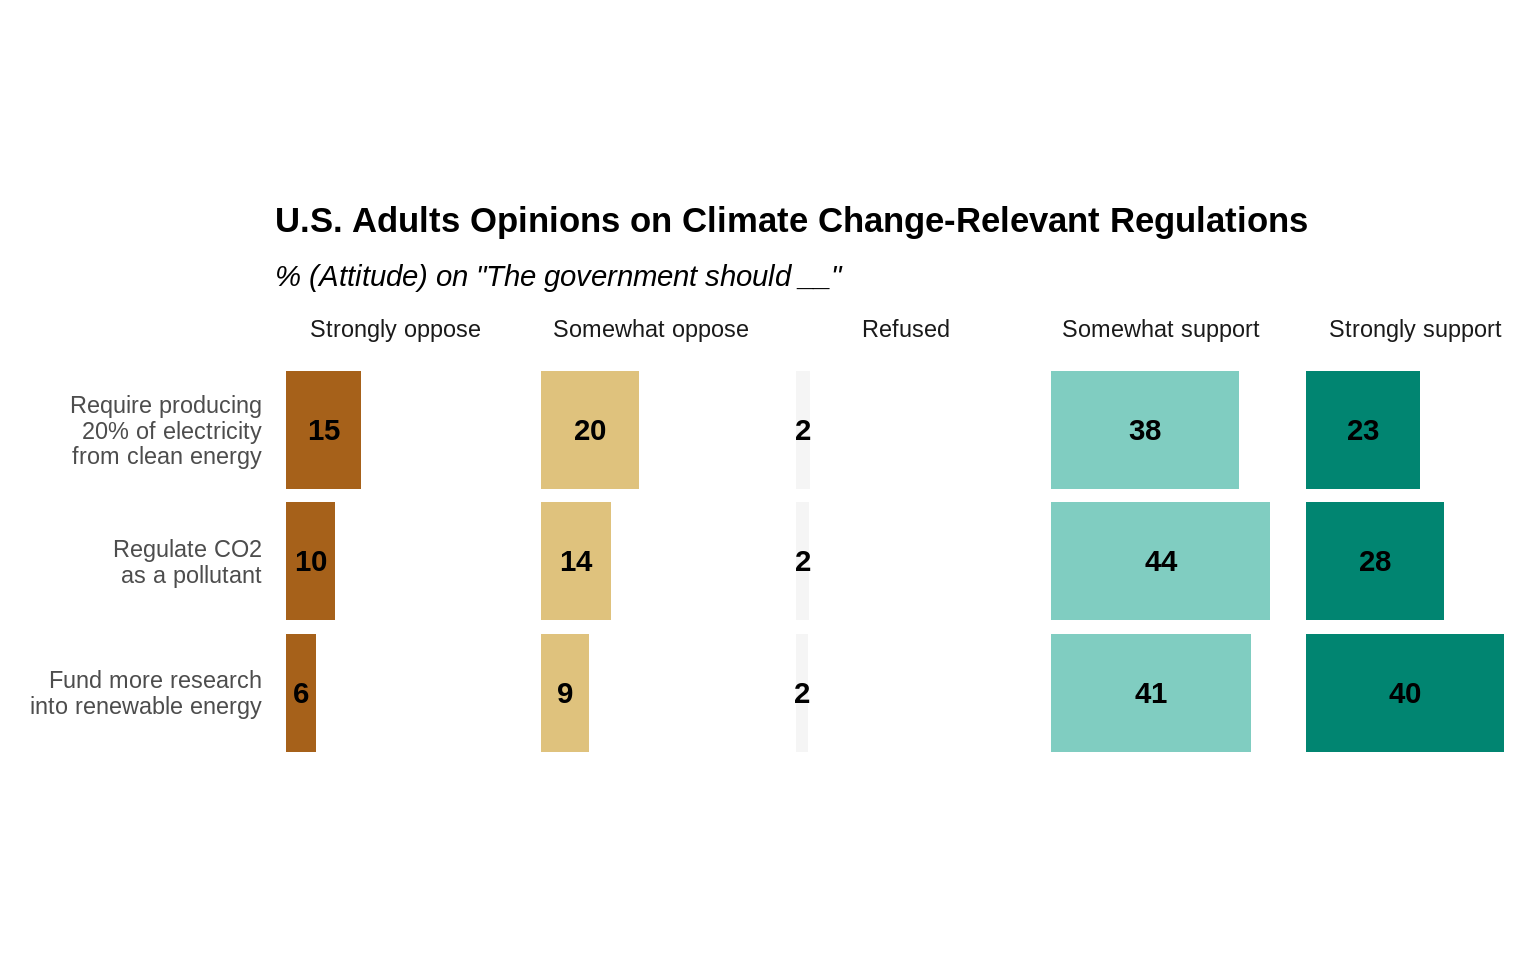 U.S. Adults Opinions on Climate Change-Relevant Regulations
% (Attitude) on "The government should __"
Strongly oppose Somewhat oppose Refused Somewhat support Strongly support
Require producing
20% of electricity
from clean energy
15 20 2 38 23
Regulate CO2
as a pollutant
10 14 2 44 28
Fund more research
into renewable energy
6 9 2 41 40